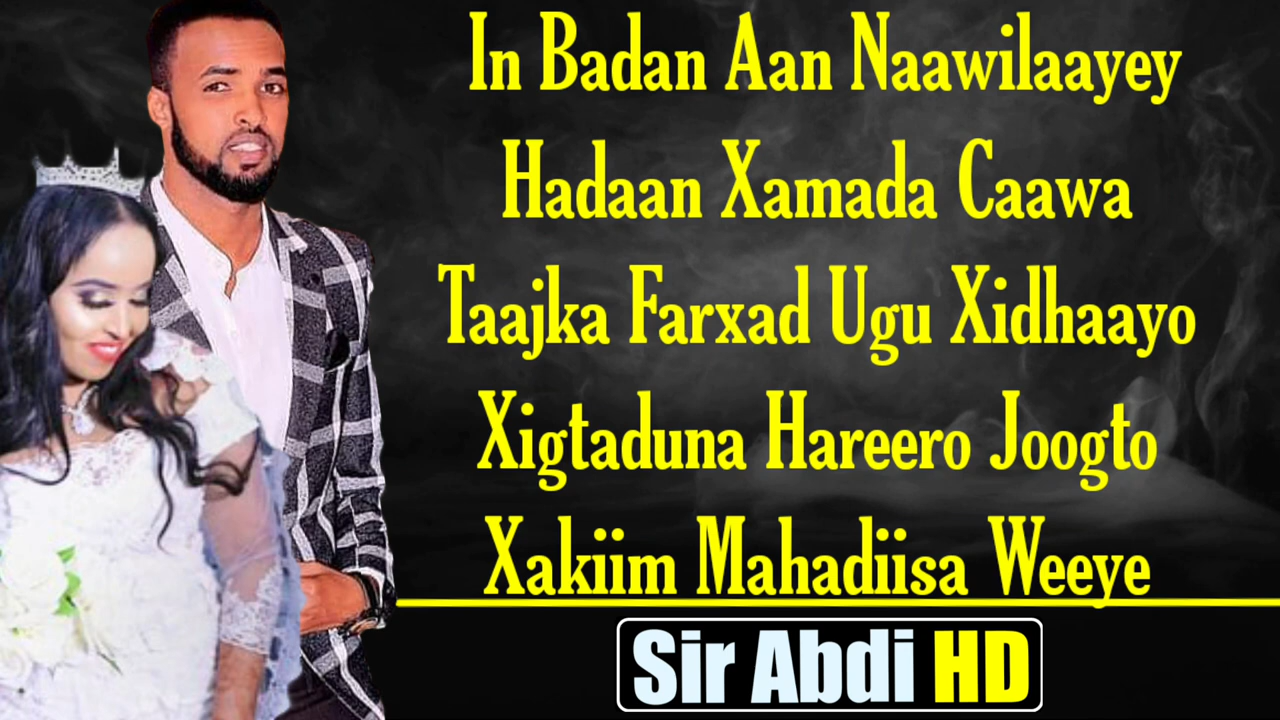 In Badan Aan Naawilaayey
Hadaan Xamada Caawa
Taajka Farxad Ugu Xidhaayo
Xigtaduna Hareero Joogto
Xakiim Mahadiisa Weeye
Sir Abdi HD